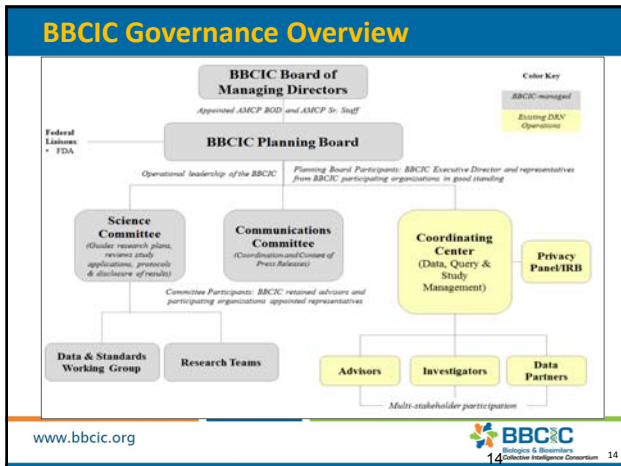 BBCIC Governance Overview
BBCIC Board of
Managing Directors
Color Key
BBCIC-managed
Existing DRN
Operations
Appointed AMCP BOD and AMCP Sr. Staff
Federal
Liaisons:
• FDA
BBCIC Planning Board
Operational leadership of the BBCIC
Planning Board Participants: BBCIC Executive Director and representatives
from BBCIC participating organizations in good standing
Science
Committee
(Guides research plans,
reviews study
applications, protocols
& disclosure of results)
Communications
Committee
(Coordination and Content of
Press Releases)
Coordinating
Center
(Data, Query &
Study
Management)
Privacy
Panel/IRB
Committee Participants: BBCIC retained advisors and
participating organizations appointed representatives
Data & Standards
Working Group
Research Teams
Advisors
Investigators
Data
Partners
Multi-stakeholder participation
www.bbcic.org
BBCIC
Biologics & Biosimilars
Collective Intelligence Consortium
14
14